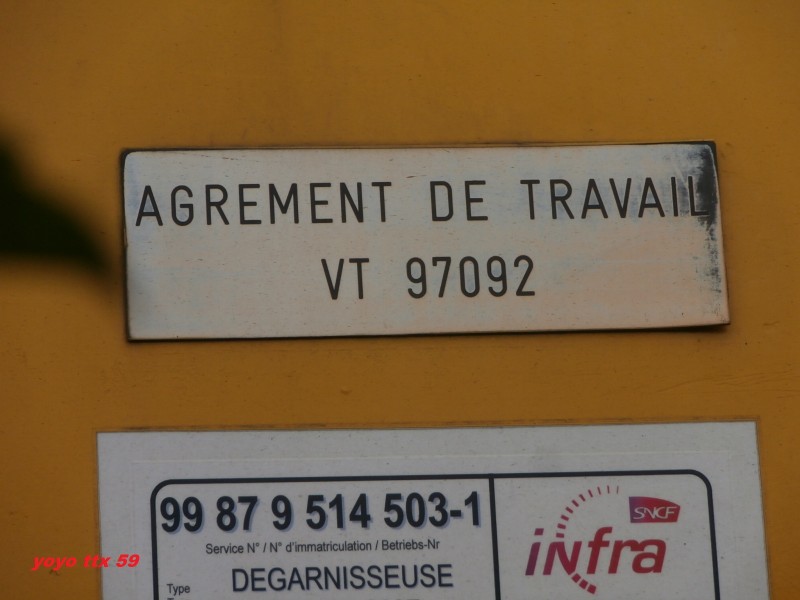 AGREMENT DE TRAVAIL
VT 97092
99 87 9 514 503-1
Service N° / N° d'immatriculation / Betriebs-Nr
Type
DEGARNISSEUSE
SNCF
iNfra
yoyo ttx 59